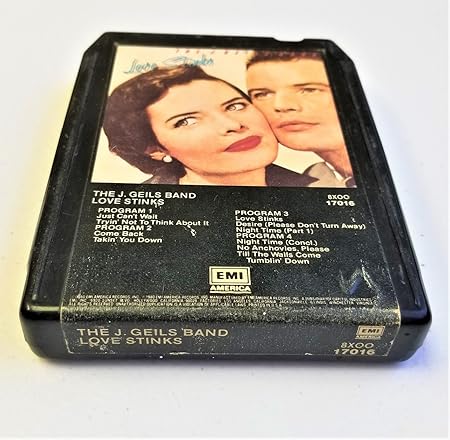 Love Stinks
THE J. GEILS BAND
LOVE STINKS
8XOO
17016
PROGRAM 1
Just Can't Wait
Tryin' Not To Think About It
PROGRAM 2
Come Back
Takin' You Down
PROGRAM 3
Love Stinks
Desire (Please Don't Turn Away)
Night Time (Part 1)
PROGRAM 4
Night Time (Concl.)
No Anchovies, Please
Till The Walls Come
Tumblin' Down
EMI
AMERICA
THE J. GEILS BAND
LOVE STINKS
EMI
AMERICA
8XOO
17016